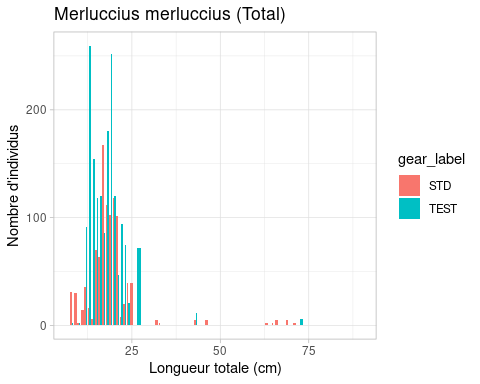 Merluccius merluccius (Total)
Nombre d'individus
200
100
0
25
50
75
Longueur totale (cm)
gear_label
STD
TEST